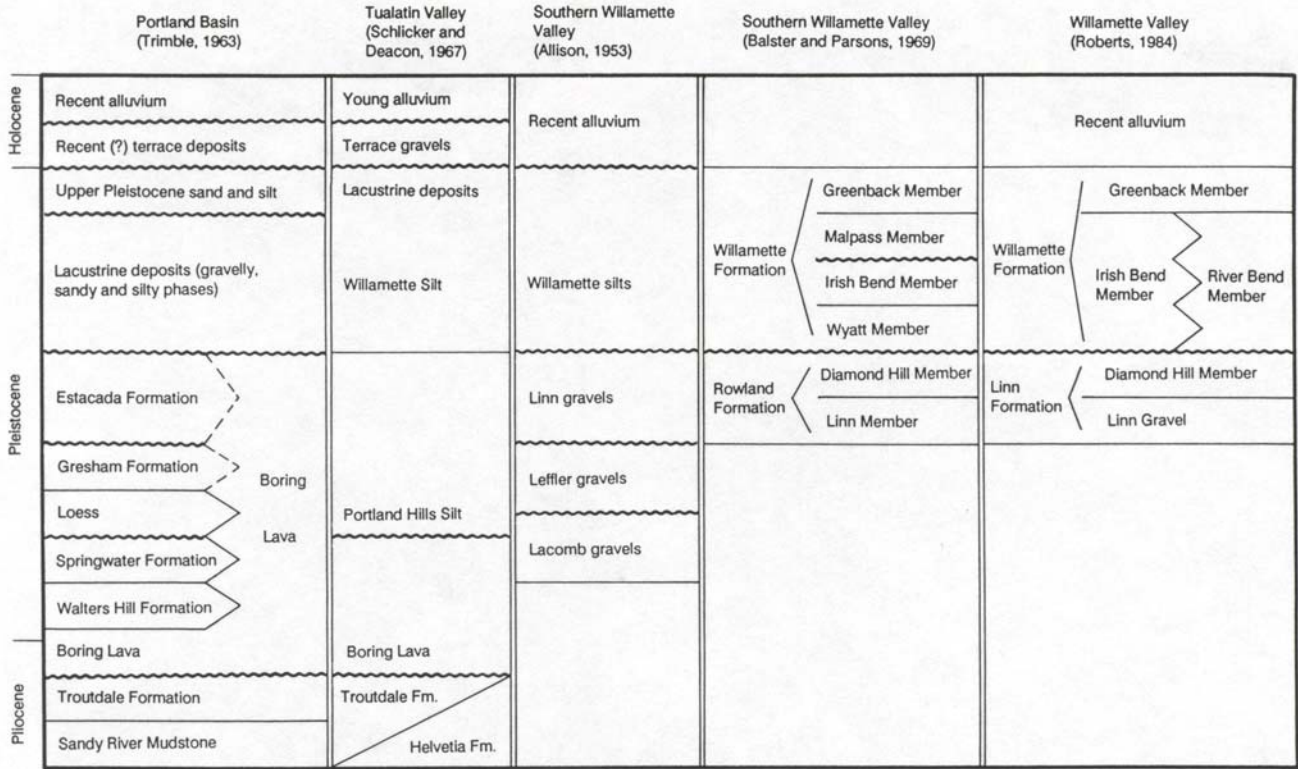 Portland Basin
(Trimble, 1963)
Tualatin Valley
(Schlicker and
Deacon, 1967)
Southern Willamette
Valley
(Allison, 1953)
Southern Willamette Valley
(Balster and Parsons, 1969)
Willamette Valley
(Roberts, 1984)
Holocene
Pleistocene
Pliocene
Recent alluvium
Recent (?) terrace deposits
Upper Pleistocene sand and silt
Lacustrine deposits (gravelly,
sandy and silty phases)
Estacada Formation
Gresham Formation
Loess
Springwater Formation
Walters Hill Formation
Boring
Lava
Boring Lava
Troutdale Formation
Sandy River Mudstone
Young alluvium
Terrace gravels
Lacustrine deposits
Willamette Silt
Portland Hills Silt
Boring Lava
Troutdale Fm.
Helvetia Fm.
Recent alluvium
Willamette silts
Linn gravels
Leffler gravels
Lacomb gravels
Willamette
Formation
Greenback Member
Malpass Member
Irish Bend Member
Wyatt Member
Rowland
Formation
Diamond Hill Member
Linn Member
Recent alluvium
Willamette
Formation
Greenback Member
Irish Bend
Member
River Bend
Member
Linn
Formation
Diamond Hill Member
Linn Gravel